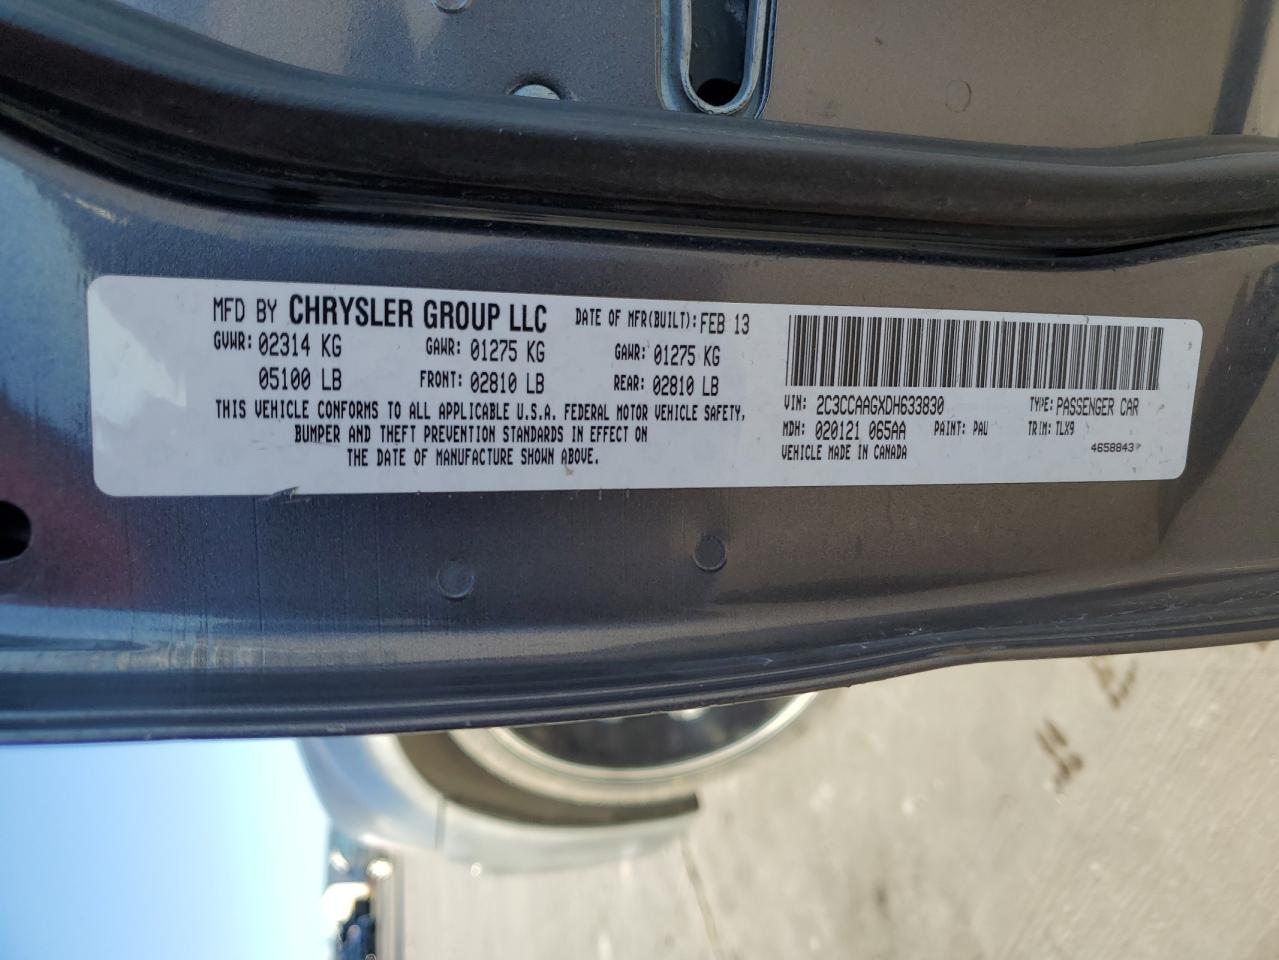 MFD BY CHRYSLER GROUP LLC DATE OF MFR(BUILT): FEB 13
GVWR: 02314 KG GAWR: 01275 KG GAWR: 01275 KG
05100 LB FRONT: 02810 LB REAR: 02810 LB
THIS VEHICLE CONFORMS TO ALL APPLICABLE U.S.A. FEDERAL MOTOR VEHICLE SAFETY,
BUMPER AND THEFT PREVENTION STANDARDS IN EFFECT ON
THE DATE OF MANUFACTURE SHOWN ABOVE.
VIN: 2C3CCAAGXDH633830 TYPE: PASSENGER CAR
MDH: 020121 065AA PAINT: PAU TRIM: TLX9
VEHICLE MADE IN CANADA 4658843